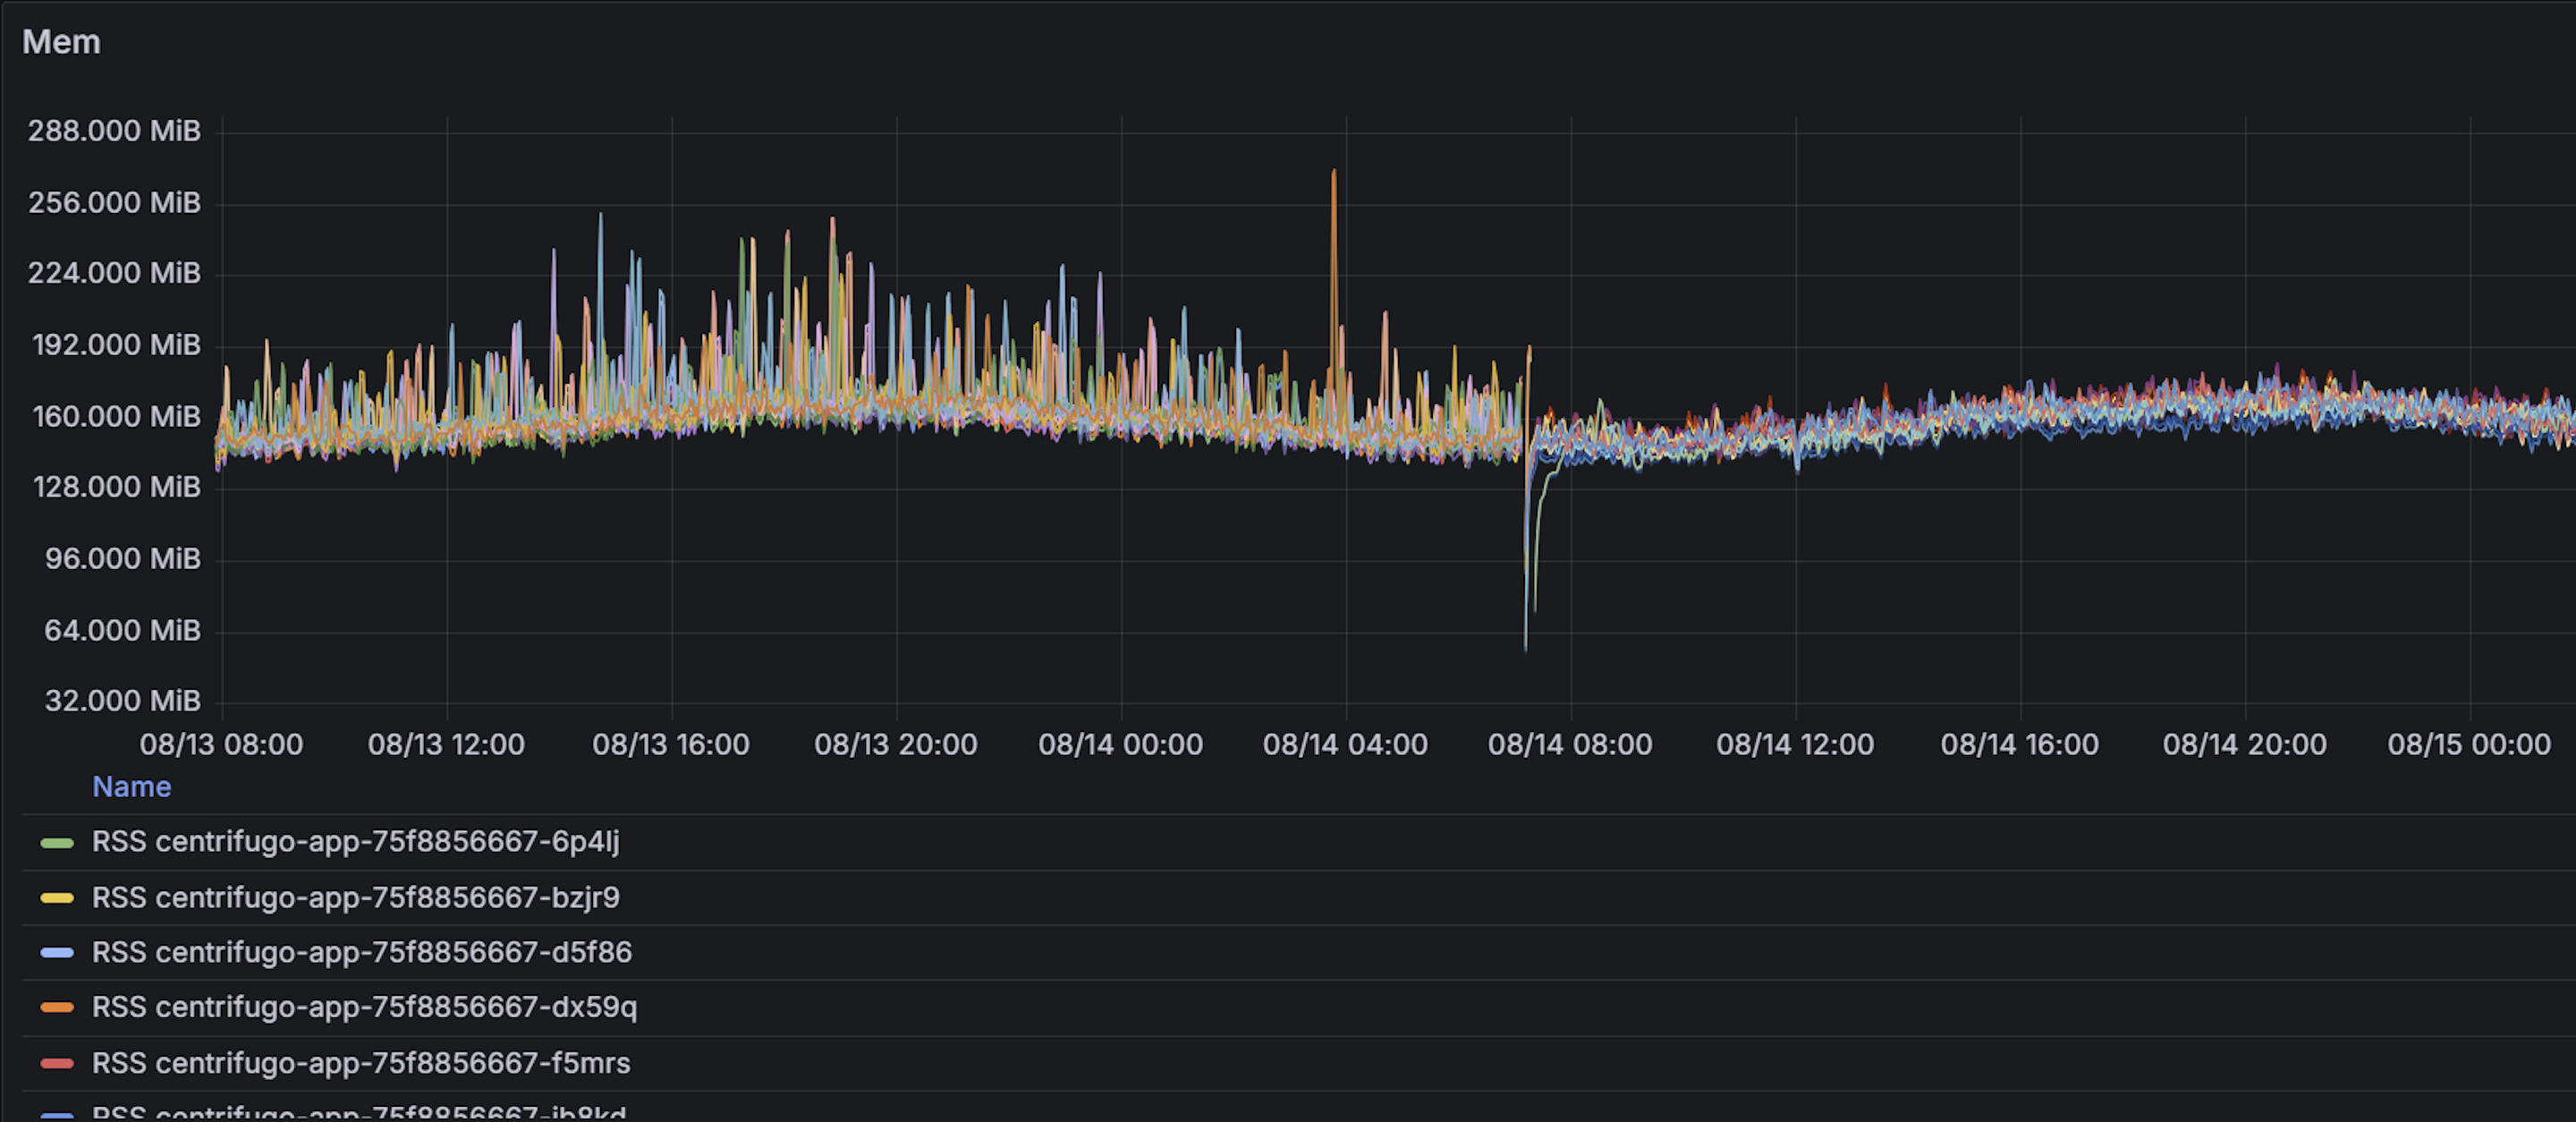 Mem
288.000 MiB
256.000 MiB
224.000 MiB
192.000 MiB
160.000 MiB
128.000 MiB
96.000 MiB
64.000 MiB
32.000 MiB
08/13 08:00 08/13 12:00 08/13 16:00 08/13 20:00 08/14 00:00 08/14 04:00 08/14 08:00 08/14 12:00 08/14 16:00 08/14 20:00 08/15 00:00
Name
RSS centrifugo-app-75f8856667-6p4lj
RSS centrifugo-app-75f8856667-bzjr9
RSS centrifugo-app-75f8856667-d5f86
RSS centrifugo-app-75f8856667-dx59q
RSS centrifugo-app-75f8856667-f5mrs
RSS centrifugo-app-75f8856667-jb8kd